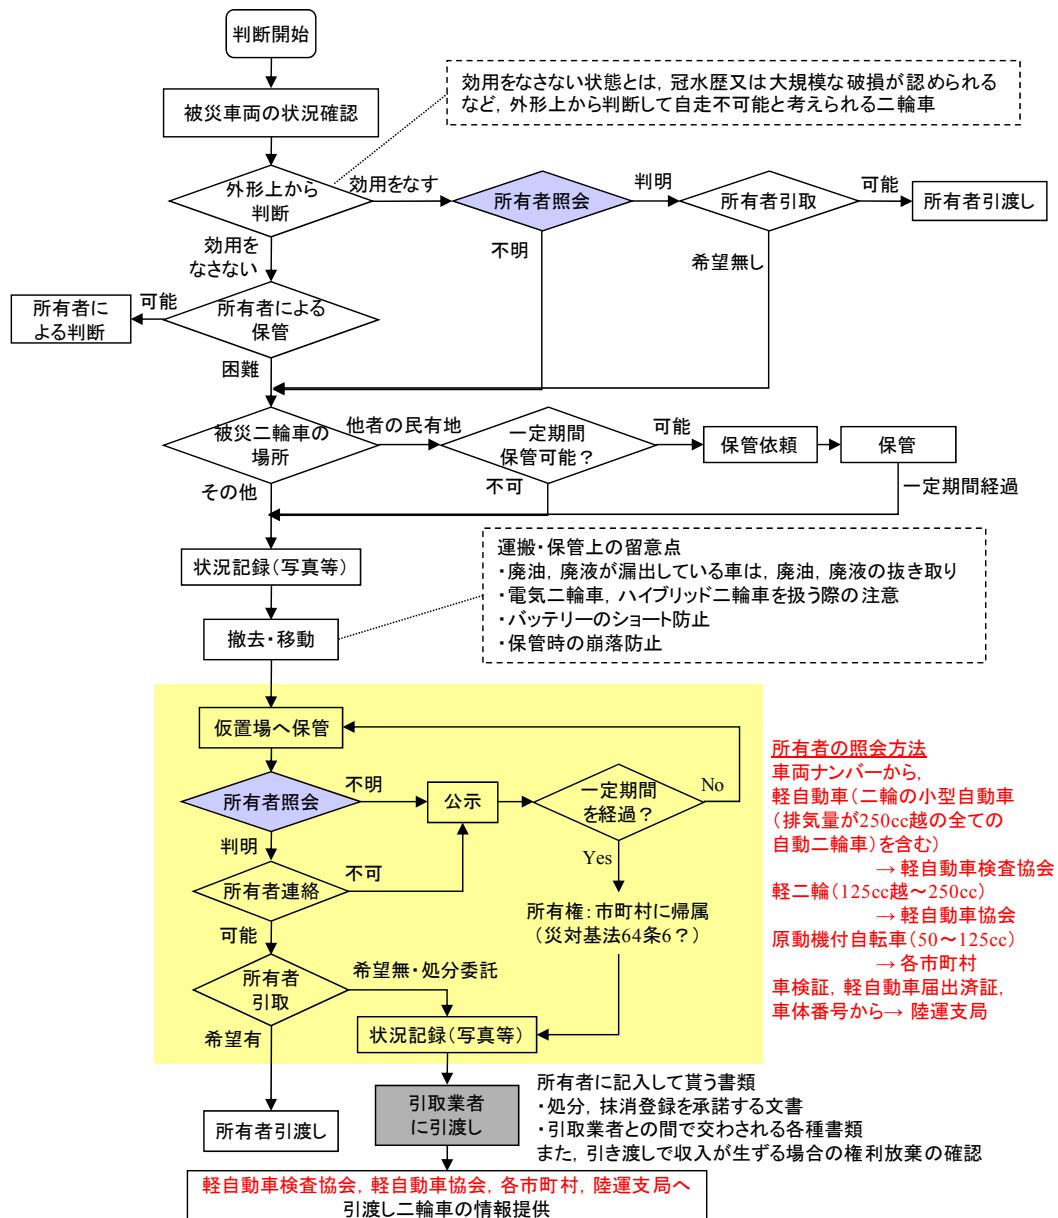 判断開始
効用をなさない状態とは，冠水歴又は大規模な破損が認められる
など，外形上から判断して自走不可能と考えられる二輪車
被災車両の状況確認
外形上から
判断
効用をなす
所有者照会
判明
所有者引取
可能
所有者引渡し
効用を
なさない
不明
希望無し
所有者に
よる判断
可能
所有者による
保管
困難
被災二輪車の
場所
他者の民有地
一定期間
保管可能？
可能
保管依頼
保管
その他
不可
一定期間経過
状況記録（写真等）
運搬・保管上の留意点
・廃油，廃液が漏出している車は，廃油，廃液の抜き取り
・電気二輪車，ハイブリッド二輪車を扱う際の注意
・バッテリーのショート防止
・保管時の崩落防止
撤去・移動
仮置場へ保管
所有者照会
不明
公示
一定期間
を経過？
No
判明
Yes
所有者連絡
不可
所有権：市町村に帰属
（災対基法64条6？）
可能
所有者
引取
希望無・処分委託
希望有
状況記録（写真等）
所有者の照会方法
車両ナンバーから，
軽自動車（二輪の小型自動車
（排気量が250cc越の全ての
自動二輪車）を含む）
→ 軽自動車検査協会
軽二輪（125cc越～250cc）
→ 軽自動車協会
原動機付自転車（50～125cc）
→ 各市町村
車検証，軽自動車届出済証，
車体番号から→ 陸運支局
所有者引渡し
引取業者
に引渡し
所有者に記入して貰う書類
・処分，抹消登録を承諾する文書
・引取業者との間で交わされる各種書類
また，引き渡しで収入が生ずる場合の権利放棄の確認
軽自動車検査協会，軽自動車協会，各市町村，陸運支局へ
引渡し二輪車の情報提供